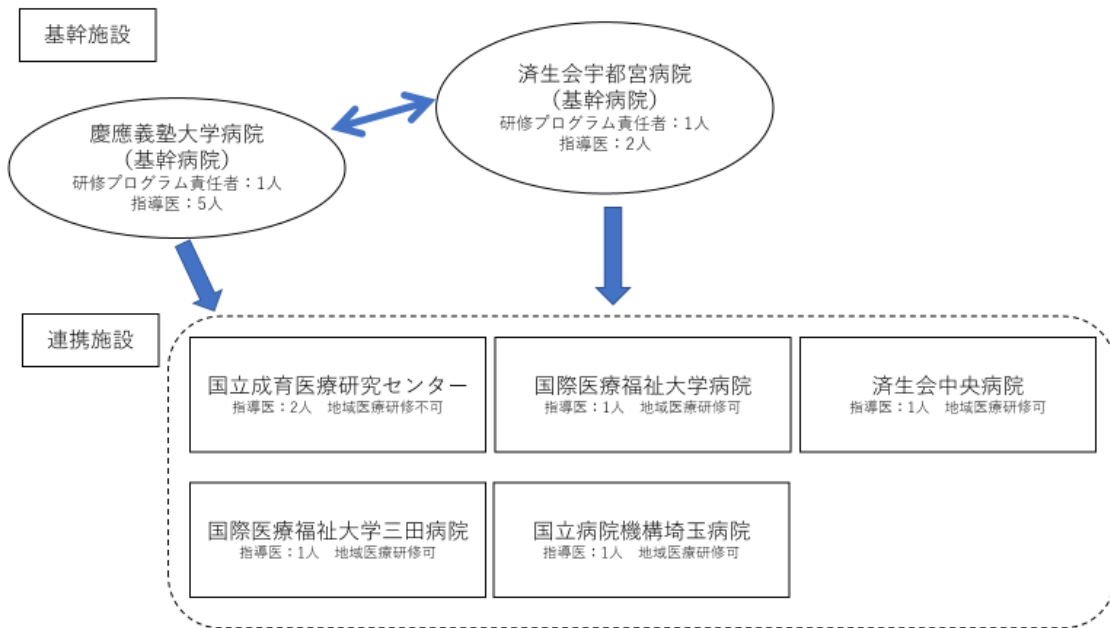 基幹施設
済生会宇都宮病院
(基幹病院)
研修プログラム責任者：1人
指導医：2人
慶應義塾大学病院
(基幹病院)
研修プログラム責任者：1人
指導医：5人
連携施設
国立成育医療研究センター
指導医：2人　地域医療研修不可
国際医療福祉大学病院
指導医：1人　地域医療研修可
済生会中央病院
指導医：1人　地域医療研修可
国際医療福祉大学三田病院
指導医：1人　地域医療研修可
国立病院機構埼玉病院
指導医：1人　地域医療研修可